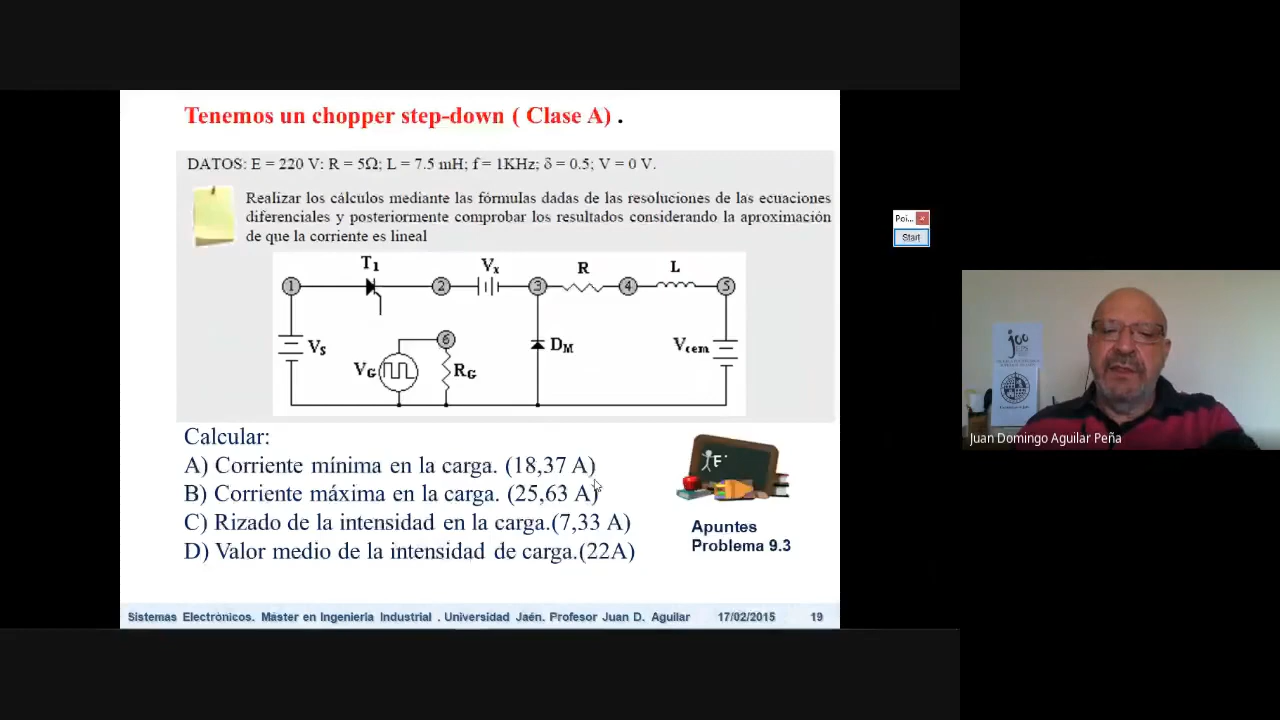 Tenemos un chopper step-down ( Clase A) .
DATOS: E = 220 V: R = 5Ω; L = 7.5 mH; f = 1KHz; δ = 0.5; V = 0 V.
Realizar los cálculos mediante las fórmulas dadas de las resoluciones de las ecuaciones
diferenciales y posteriormente comprobar los resultados considerando la aproximación
de que la corriente es lineal
T1
Vx
R
L
1
2
3
4
5
VS
VG
6
RG
DM
Vcem
Calcular:
A) Corriente mínima en la carga. (18,37 A)
B) Corriente máxima en la carga. (25,63 A)
C) Rizado de la intensidad en la carga.(7,33 A)
D) Valor medio de la intensidad de carga.(22A)
Apuntes
Problema 9.3
Sistemas Electrónicos. Máster en Ingeniería Industrial . Universidad Jaén. Profesor Juan D. Aguilar
17/02/2015
19
Poi...
Start
Juan Domingo Aguilar Peña